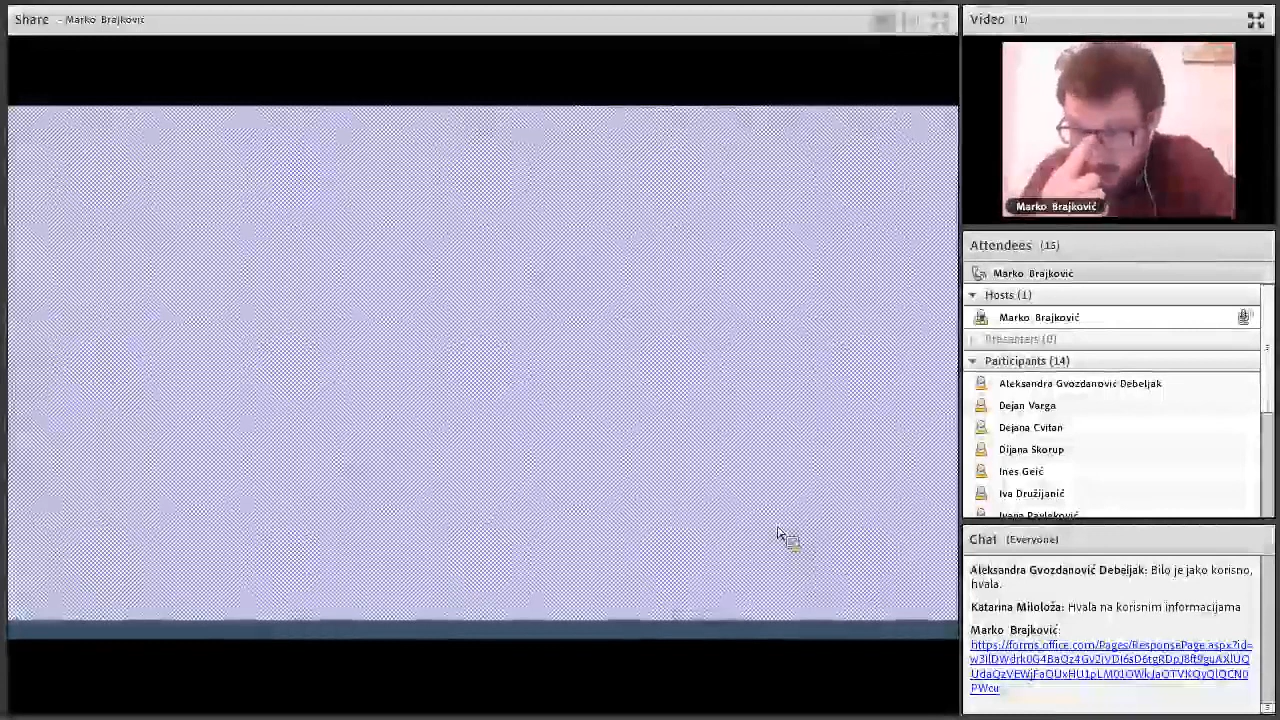 Share - Marko Brajković
Video (1)
Marko Brajković
Attendees (15)
Marko Brajković
Hosts (1)
Marko Brajković
Presenters (0)
Participants (14)
Aleksandra Gvozdanović Debeljak
Dejan Varga
Dejana Cvitan
Dijana Skorup
Ines Geić
Iva Družijanić
Ivana Pavleković
Chat (Everyone)
Aleksandra Gvozdanović Debeljak: Bilo je jako korisno,
hvala.
Katarina Miloloža: Hvala na korisnim informacijama
Marko Brajković:
https://forms.office.com/Pages/ResponsePage.aspx?id=